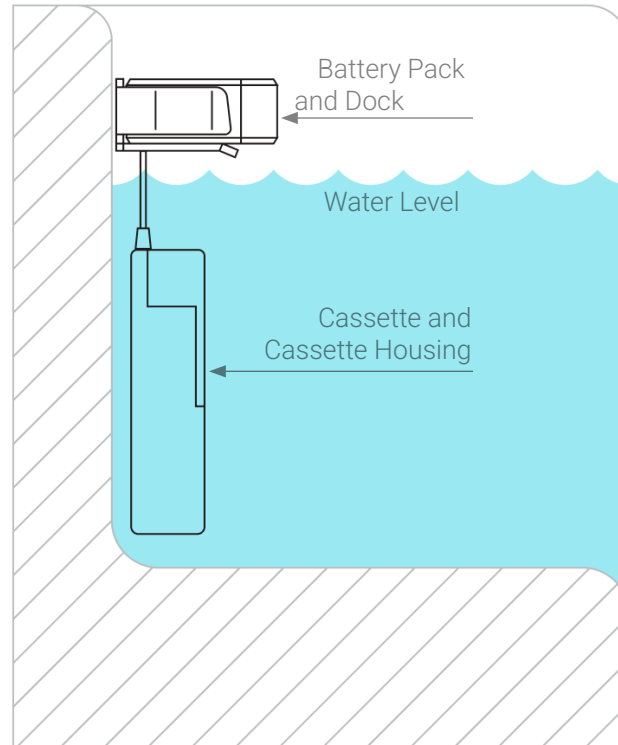 Battery Pack
and Dock
Water Level
Cassette and
Cassette Housing